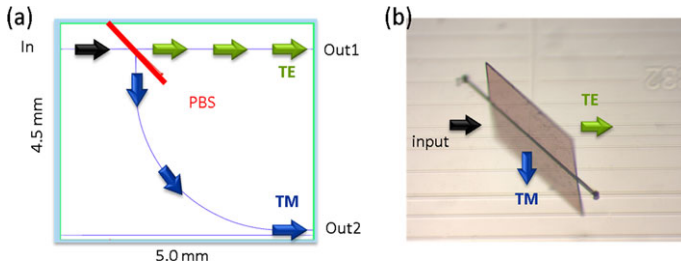 (a)
In
Out1
TE
PBS
4.5 mm
TM
Out2
5.0 mm
(b)
input
TE
TM